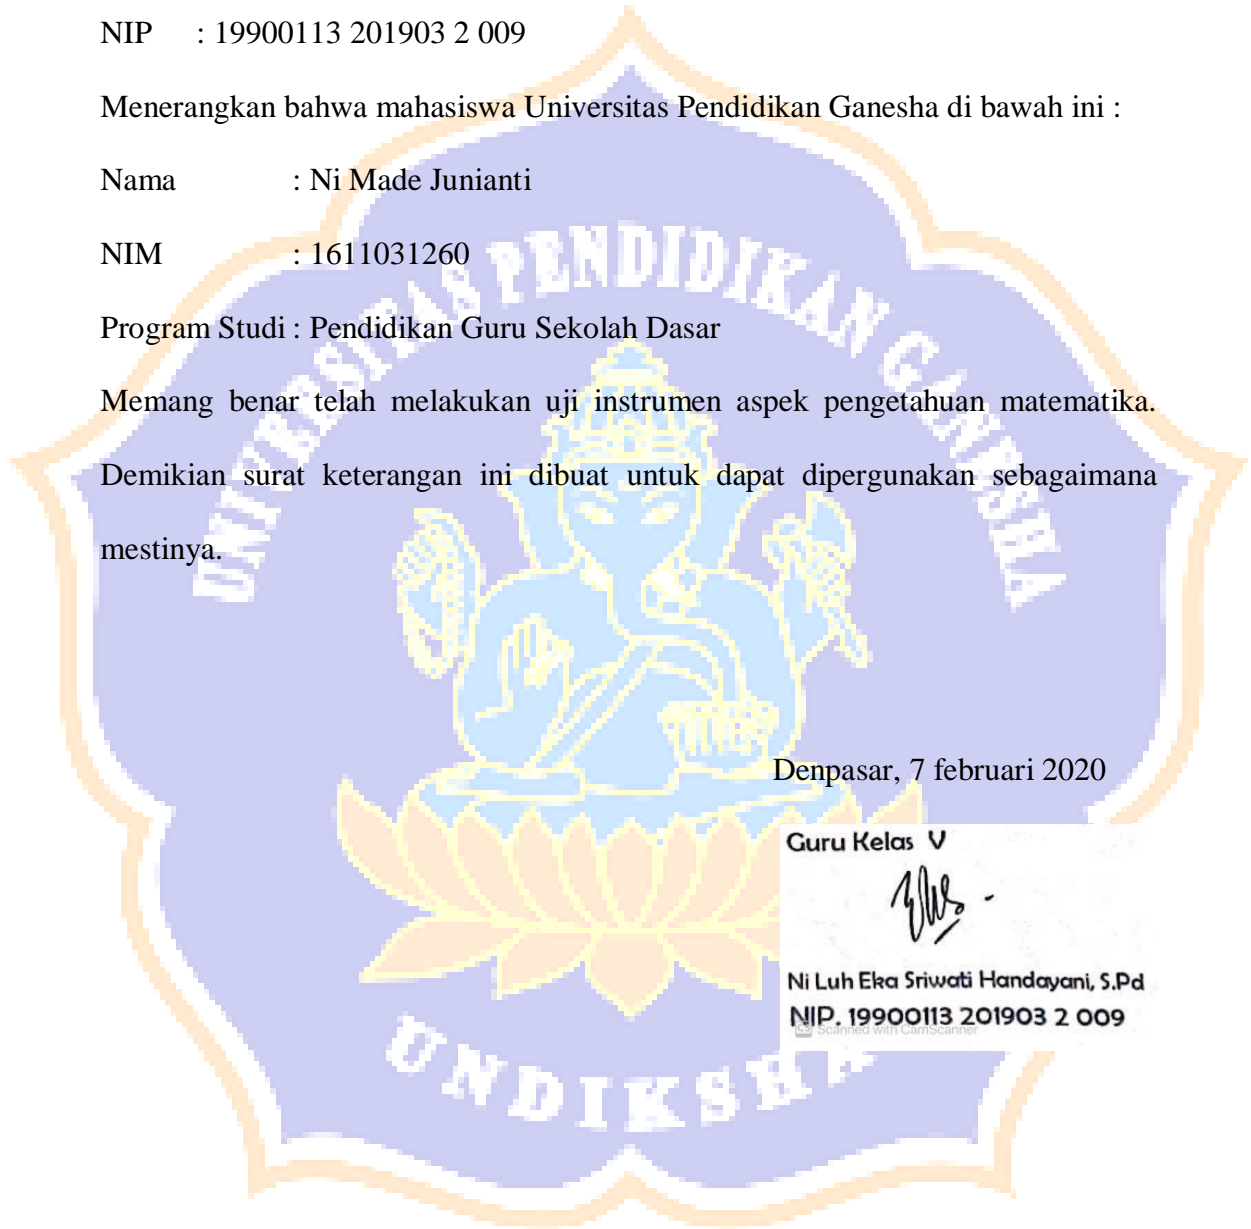 NIP : 19900113 201903 2 009
Menerangkan bahwa mahasiswa Universitas Pendidikan Ganesha di bawah ini :
Nama : Ni Made Junianti
NIM : 1611031260
Program Studi : Pendidikan Guru Sekolah Dasar
Memang benar telah melakukan uji instrumen aspek pengetahuan matematika.
Demikian surat keterangan ini dibuat untuk dapat dipergunakan sebagaimana
mestinya.
UNIVERSITAS PENDIDIKAN GANESHA
Denpasar, 7 februari 2020
Guru Kelas V
Ni Luh Eka Sriwati Handayani, S.Pd
NIP. 19900113 201903 2 009
CS Scanned with CamScanner
UNDIKSHA